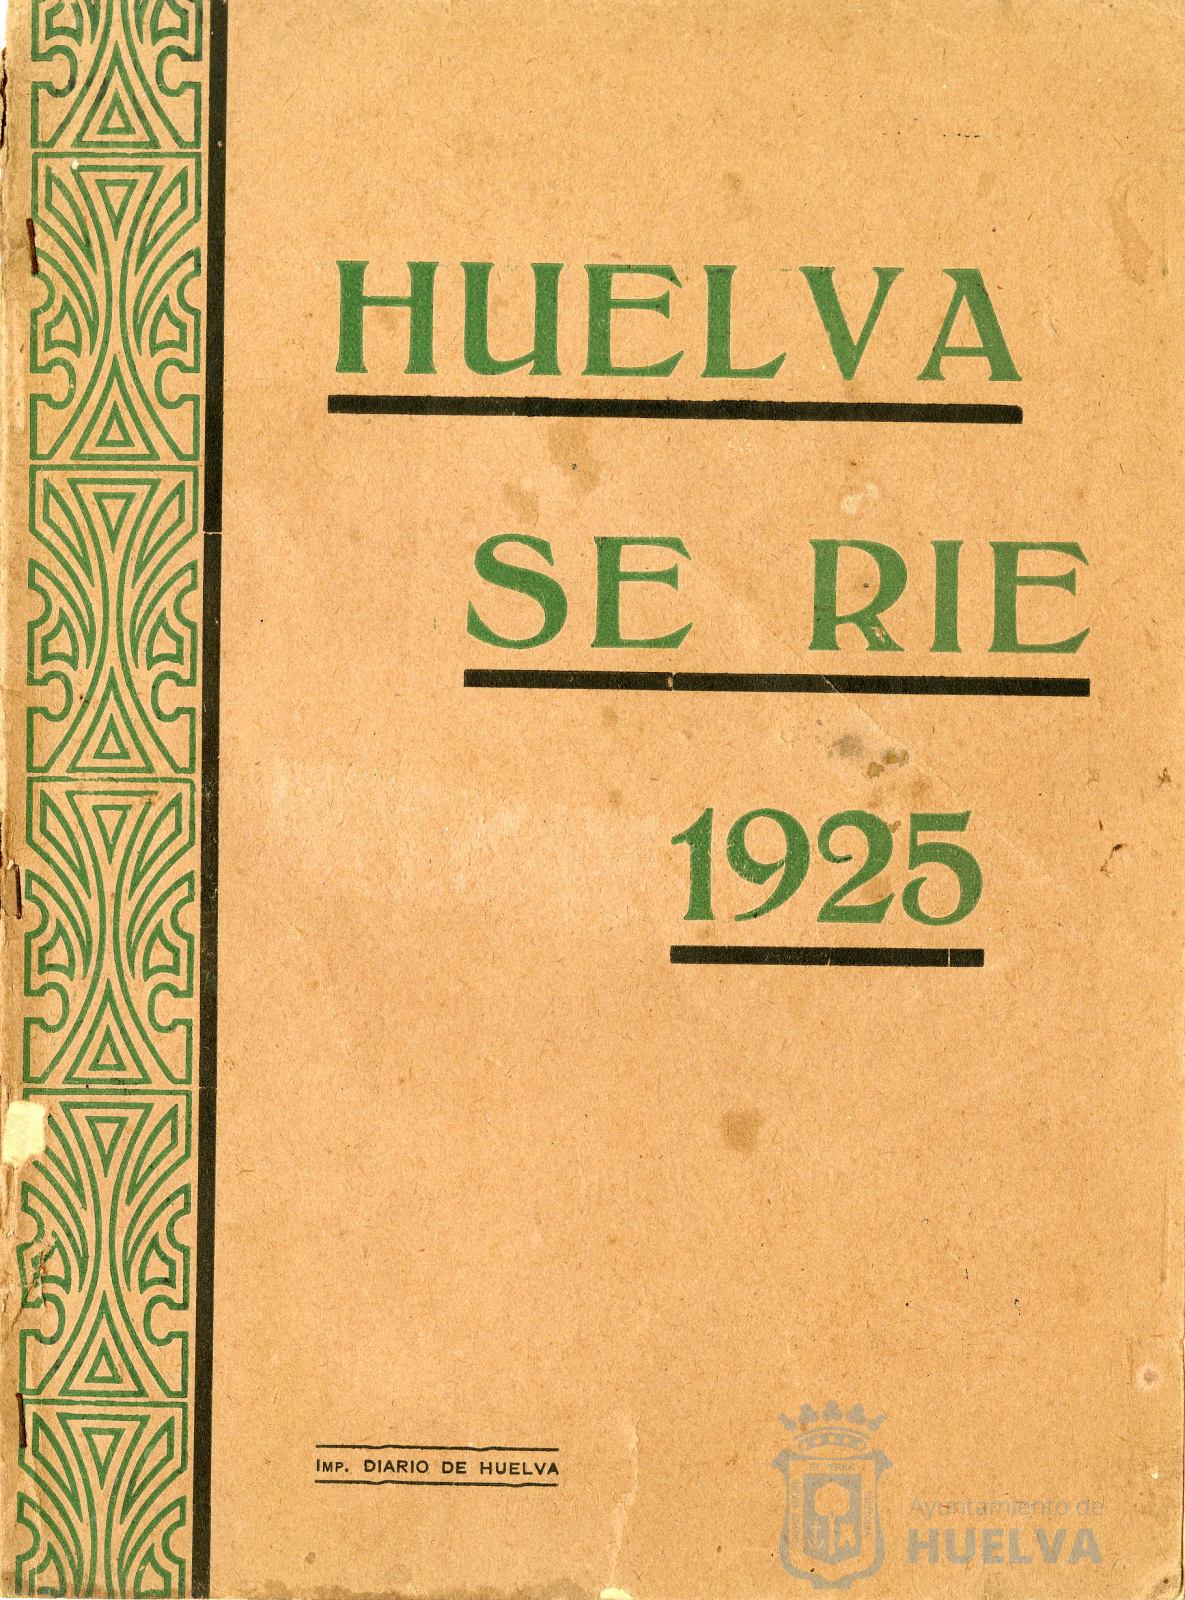 HUELVA
SE RIE
1925
IMP. DIARIO DE HUELVA
Ayuntamiento de
HUELVA